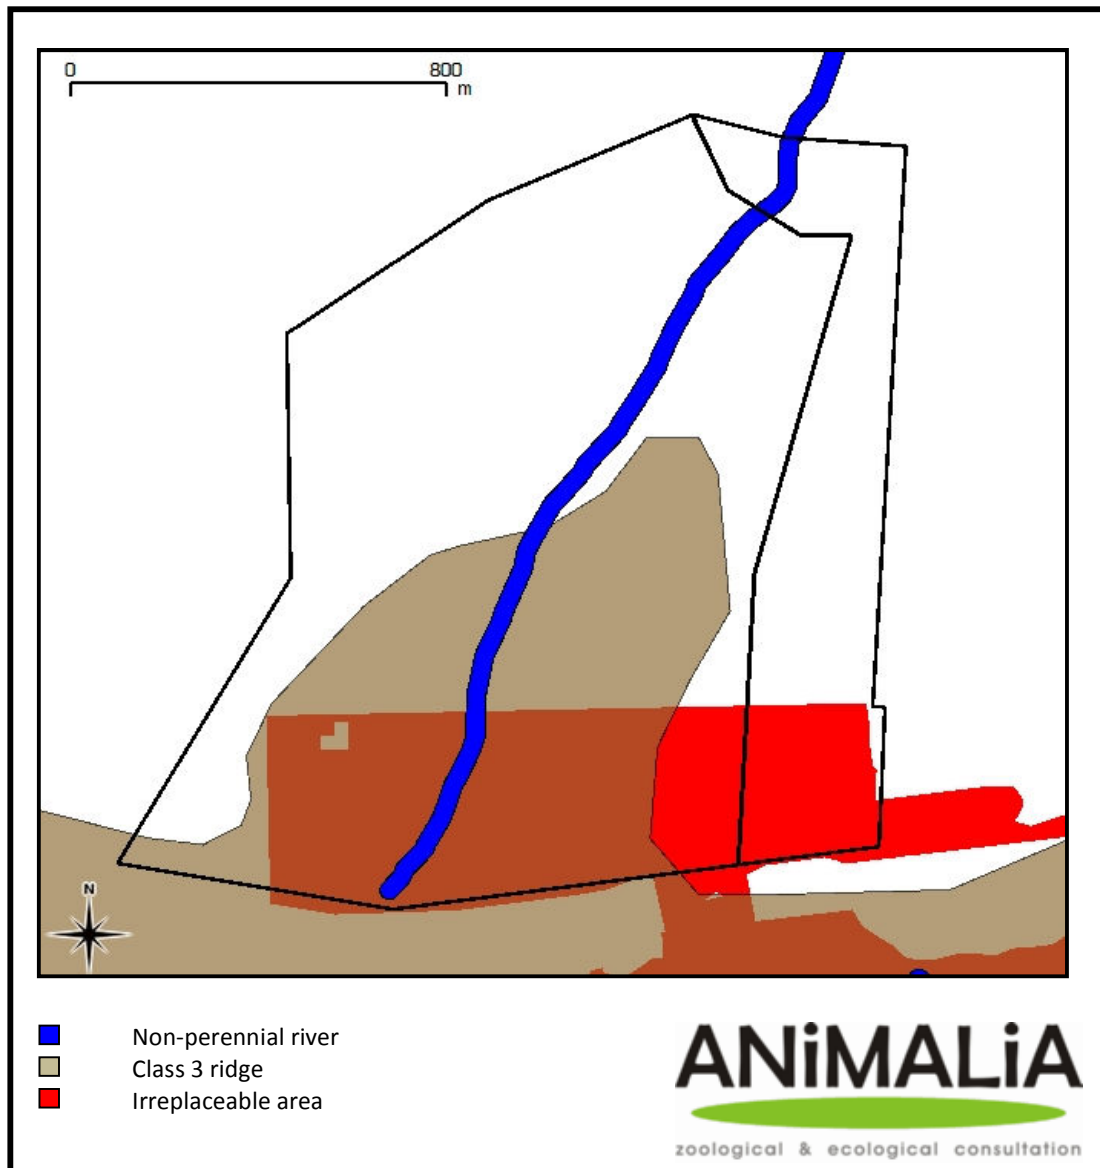 0 800
m
N
Non-perennial river
Class 3 ridge
Irreplaceable area
ANiMALiA
zoological & ecological consultation